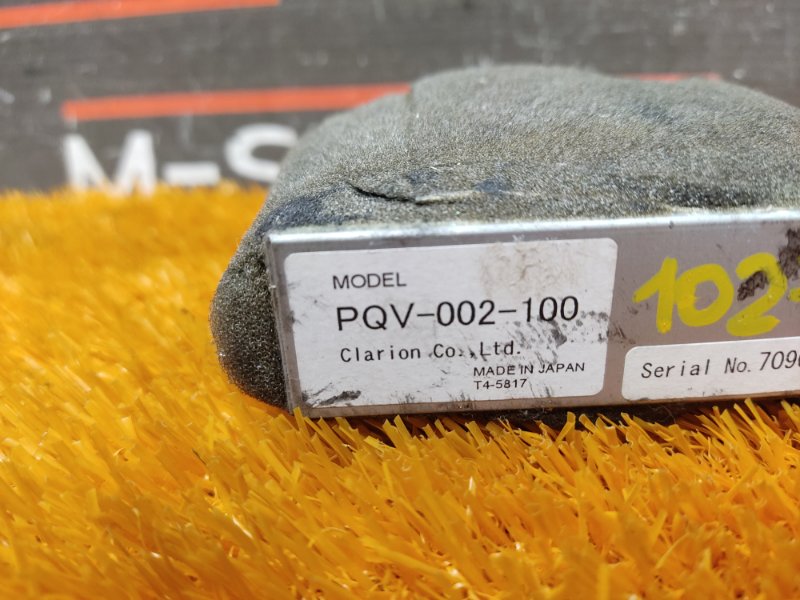 M-S
MODEL
PQV-002-100
Clarion Co.,Ltd.
MADE IN JAPAN
T4-5817
102-
Serial No. 709